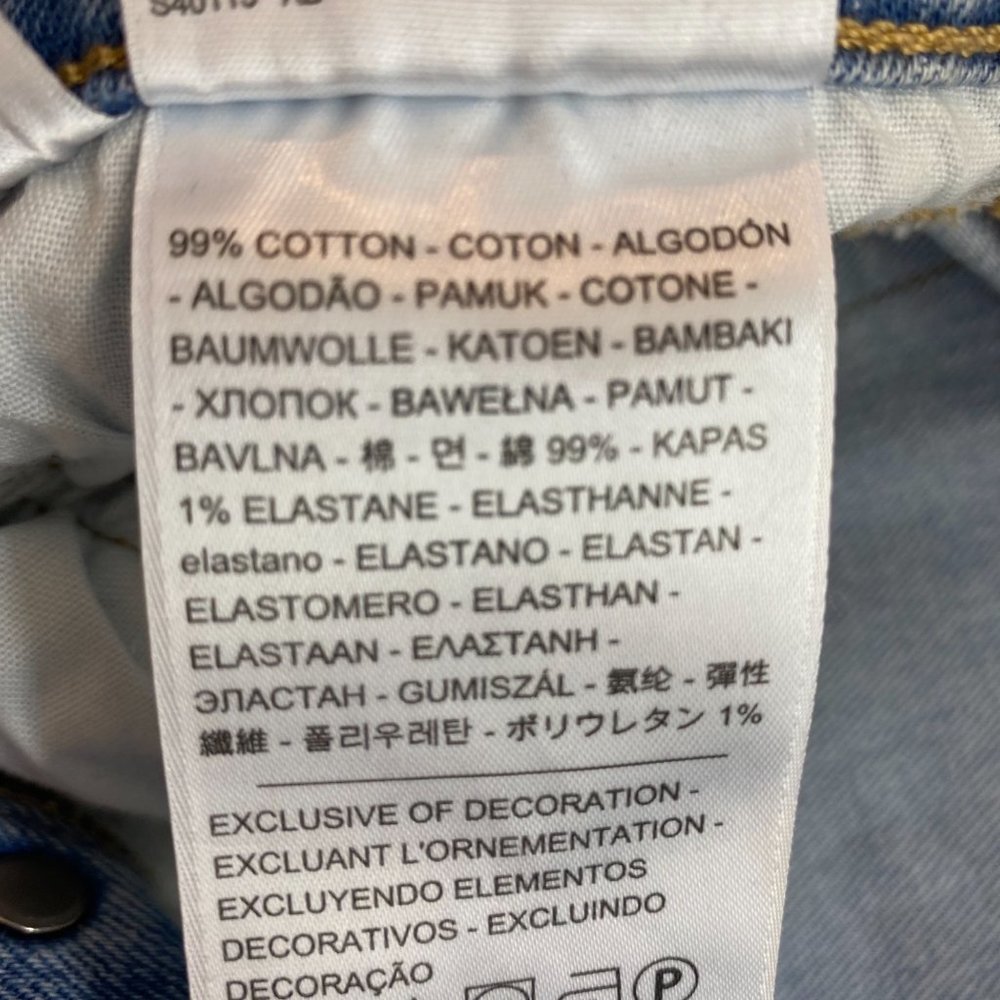 99% COTTON - COTON - ALGODÓN
- ALGODÃO - PAMUK - COTONE -
BAUMWOLLE - KATOEN - BAMBAKI
- ХЛОПОК - BAWEŁNA - PAMUT -
BAVLNA - 棉 - 면 - 綿 99% - KAPAS
1% ELASTANE - ELASTHANNE -
elastano - ELASTANO - ELASTAN -
ELASTOMERO - ELASTHAN -
ELASTAAN - ΕΛΑΣΤΑΝΗ -
ЭЛАСТАН - GUMISZÁL - 氨纶 - 彈性
纖維 - 폴리우레탄 - ポリウレタン 1%
EXCLUSIVE OF DECORATION -
EXCLUANT L'ORNEMENTATION -
EXCLUYENDO ELEMENTOS
DECORATIVOS - EXCLUINDO
DECORAÇÃO
P